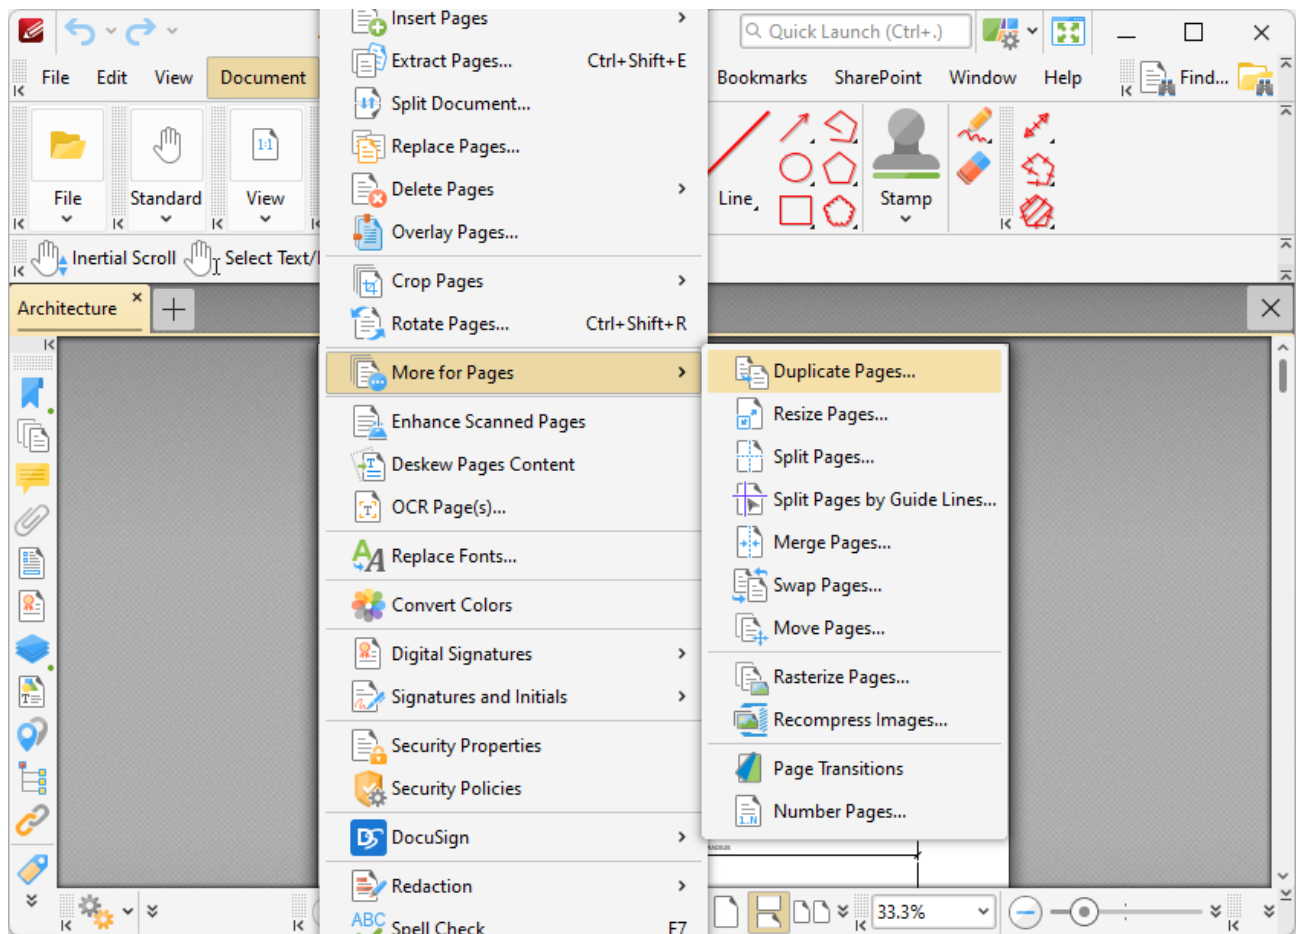 Insert Pages
Quick Launch (Ctrl+.)
Extract Pages... Ctrl+Shift+E
File Edit View Document Bookmarks SharePoint Window Help Find...
Split Document...
Replace Pages...
1:1
Delete Pages
File Standard View Line Stamp
Overlay Pages...
Inertial Scroll Select Text/
Crop Pages
Architecture
Rotate Pages... Ctrl+Shift+R
More for Pages
Duplicate Pages...
Resize Pages...
Enhance Scanned Pages
Split Pages...
Deskew Pages Content
Split Pages by Guide Lines...
OCR Page(s)...
Merge Pages...
Replace Fonts...
Swap Pages...
Convert Colors
Move Pages...
Digital Signatures
Rasterize Pages...
Signatures and Initials
Recompress Images...
Security Properties
Page Transitions
Security Policies
Number Pages...
DS DocuSign
RADIUS
Redaction
33.3%
ABC Spell Check F7